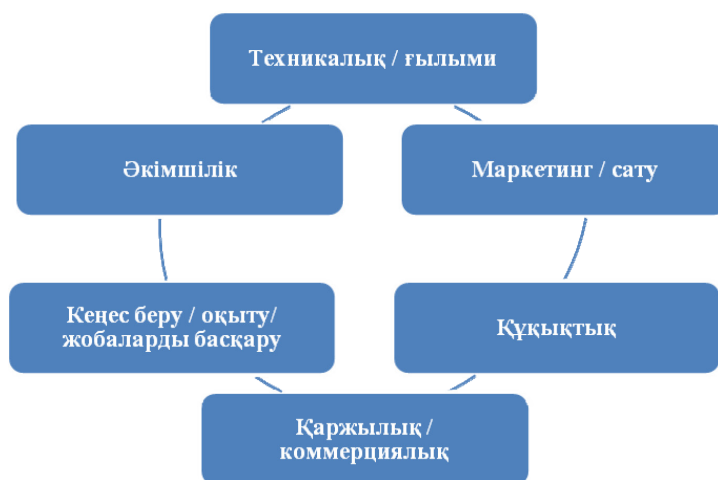 Техникалық / ғылыми
Әкімшілік
Маркетинг / сату
Кеңес беру / оқыту/
жобаларды басқару
Құқықтық
Қаржылық /
коммерциялық